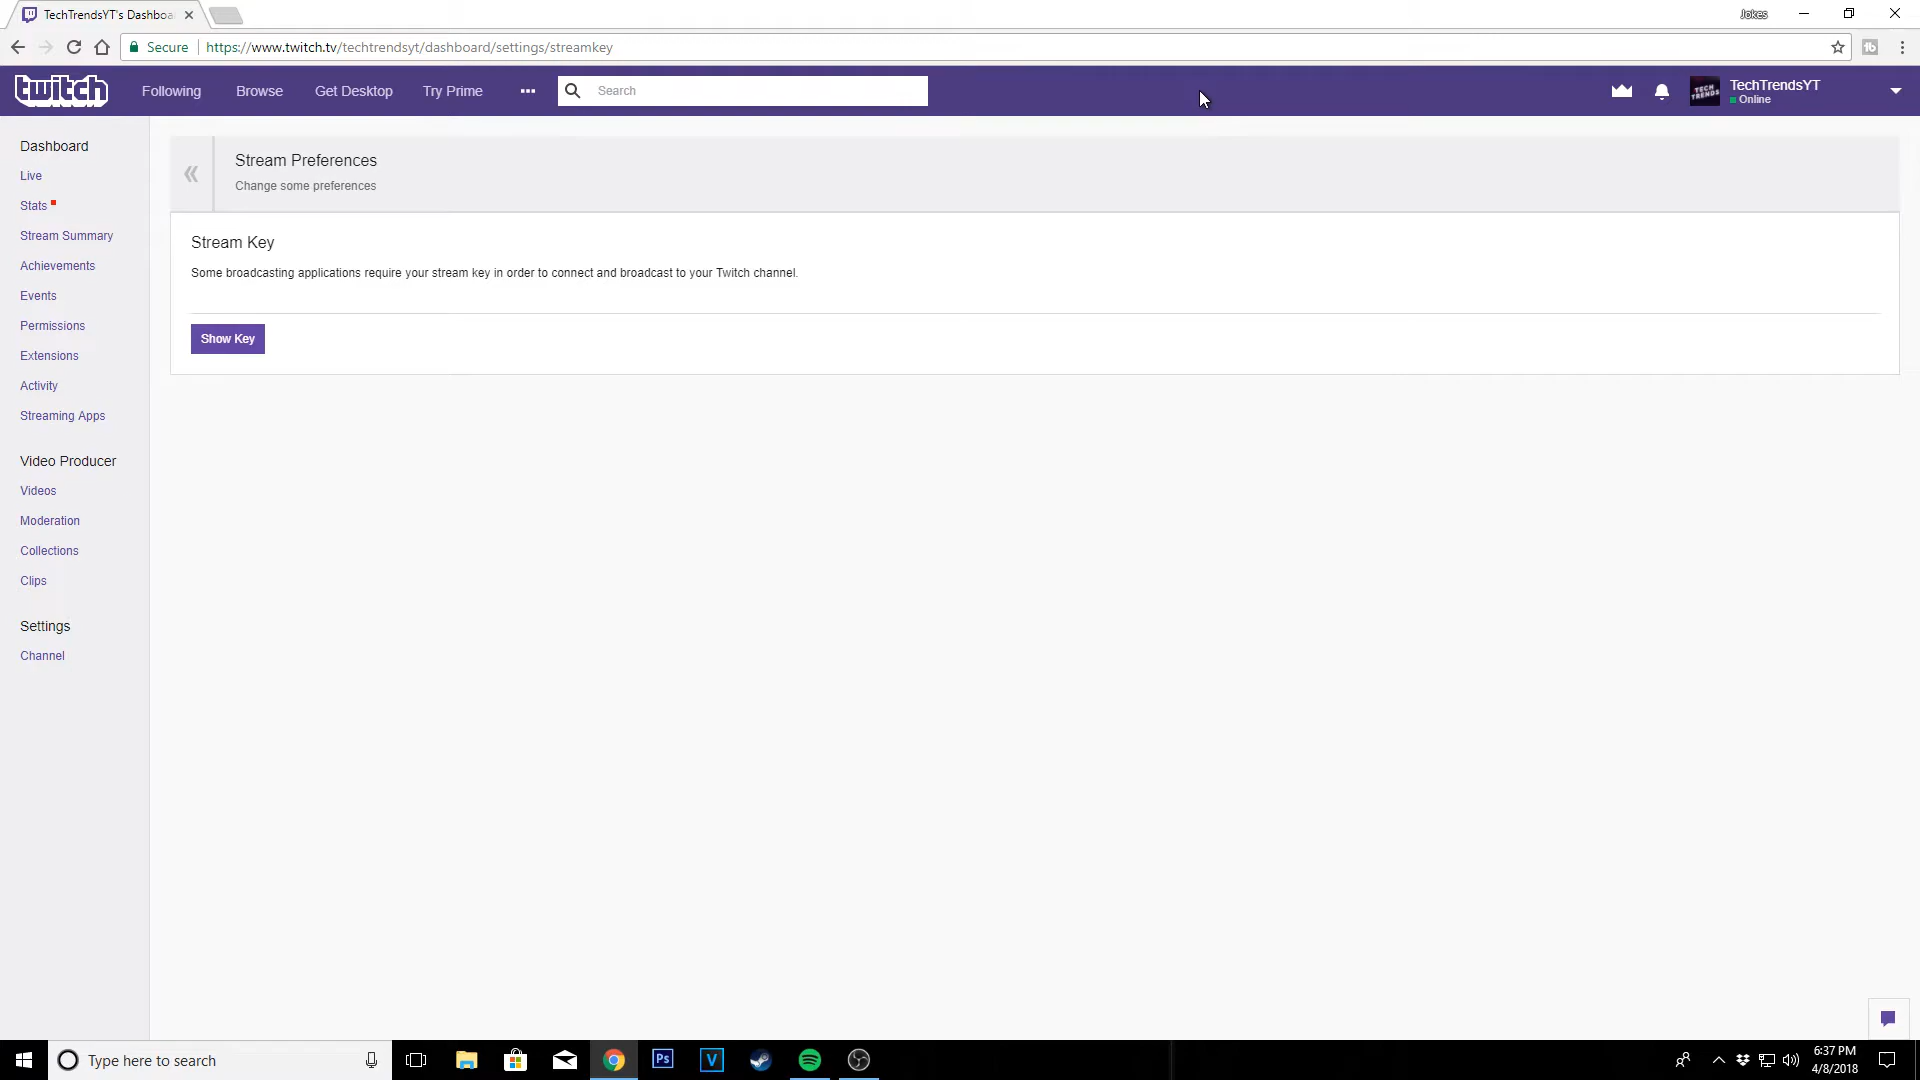 TechTrendsYT's Dashboa
Jokes
Secure
https://www.twitch.tv/techtrendsyt/dashboard/settings/streamkey
twitch
Following
Browse
Get Desktop
Try Prime
Search
TECH
TRENDS
TechTrendsYT
Online
Dashboard
Live
Stats
Stream Summary
Achievements
Events
Permissions
Extensions
Activity
Streaming Apps
Video Producer
Videos
Moderation
Collections
Clips
Settings
Channel
Stream Preferences
Change some preferences
Stream Key
Some broadcasting applications require your stream key in order to connect and broadcast to your Twitch channel.
Show Key
Type here to search
Ps
V
6:37 PM
4/8/2018